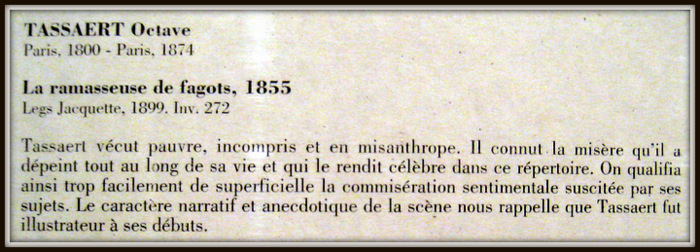 TASSAERT Octave
Paris, 1800 - Paris, 1874
La ramasseuse de fagots, 1855
Legs Jacquette, 1899. Inv. 272
Tassaert vécut pauvre, incompris et en misanthrope. Il connut la misère qu'il a
dépeint tout au long de sa vie et qui le rendit célèbre dans ce répertoire. On qualifia
ainsi trop facilement de superficielle la commisération sentimentale suscitée par ses
sujets. Le caractère narratif et anecdotique de la scène nous rappelle que Tassaert fut
illustrateur à ses débuts.